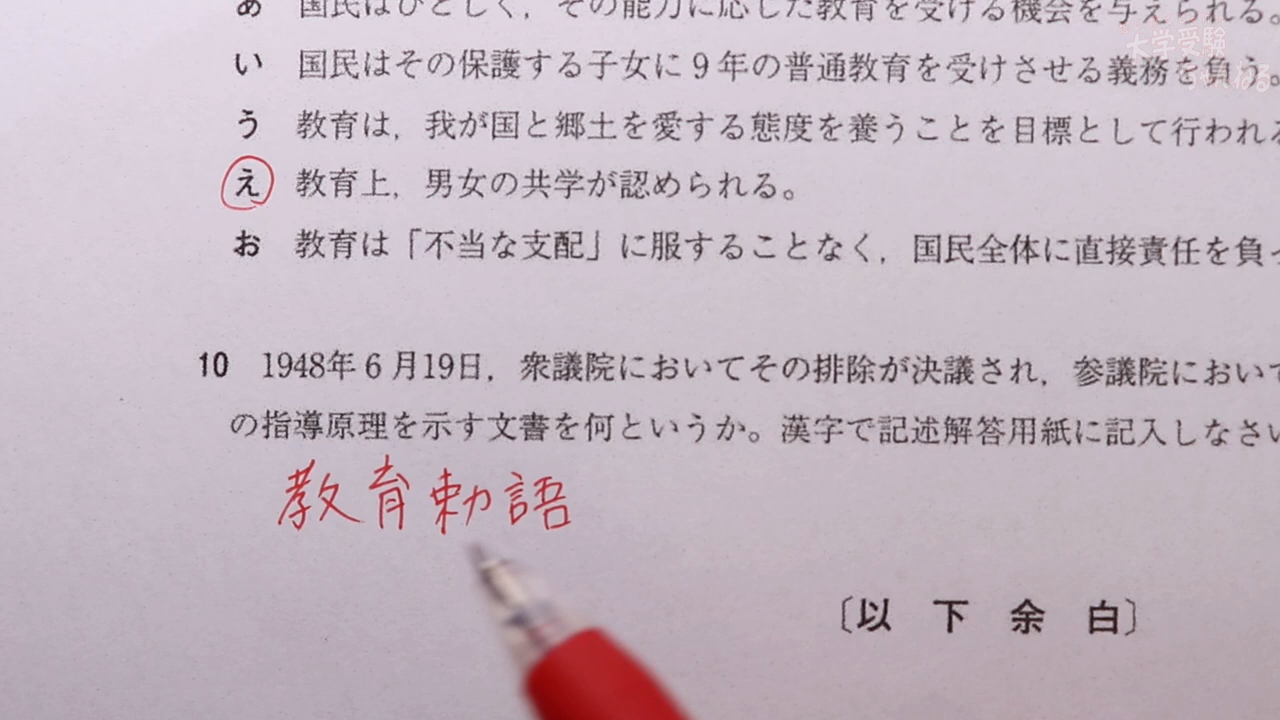 あ 国民はひとしく，その能力に応じた教育を受ける機会を与えられる。
い 国民はその保護する子女に9年の普通教育を受けさせる義務を負う。
う 教育は，我が国と郷土を愛する態度を養うことを目標として行われる
え 教育上，男女の共学が認められる。
お 教育は「不当な支配」に服することなく，国民全体に直接責任を負っ
10 1948年6月19日，衆議院においてその排除が決議され，参議院において
の指導原理を示す文書を何というか。漢字で記述解答用紙に記入しなさい
教育勅語
〔以下余白〕
大学受験